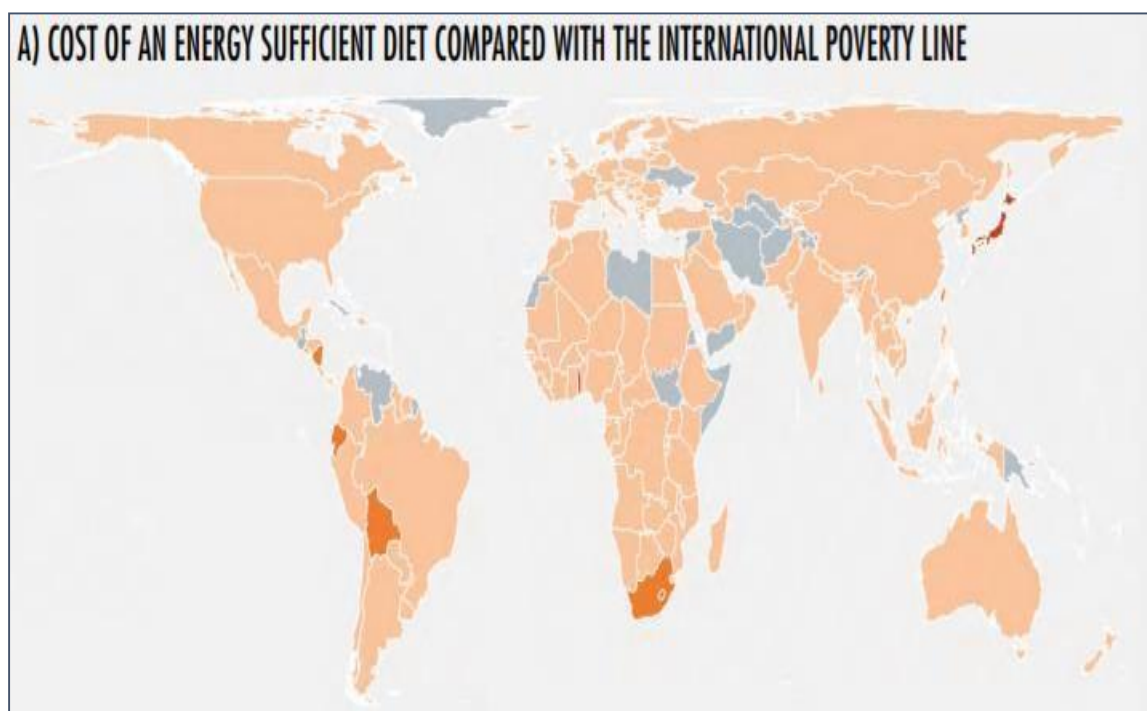 A) COST OF AN ENERGY SUFFICIENT DIET COMPARED WITH THE INTERNATIONAL POVERTY LINE